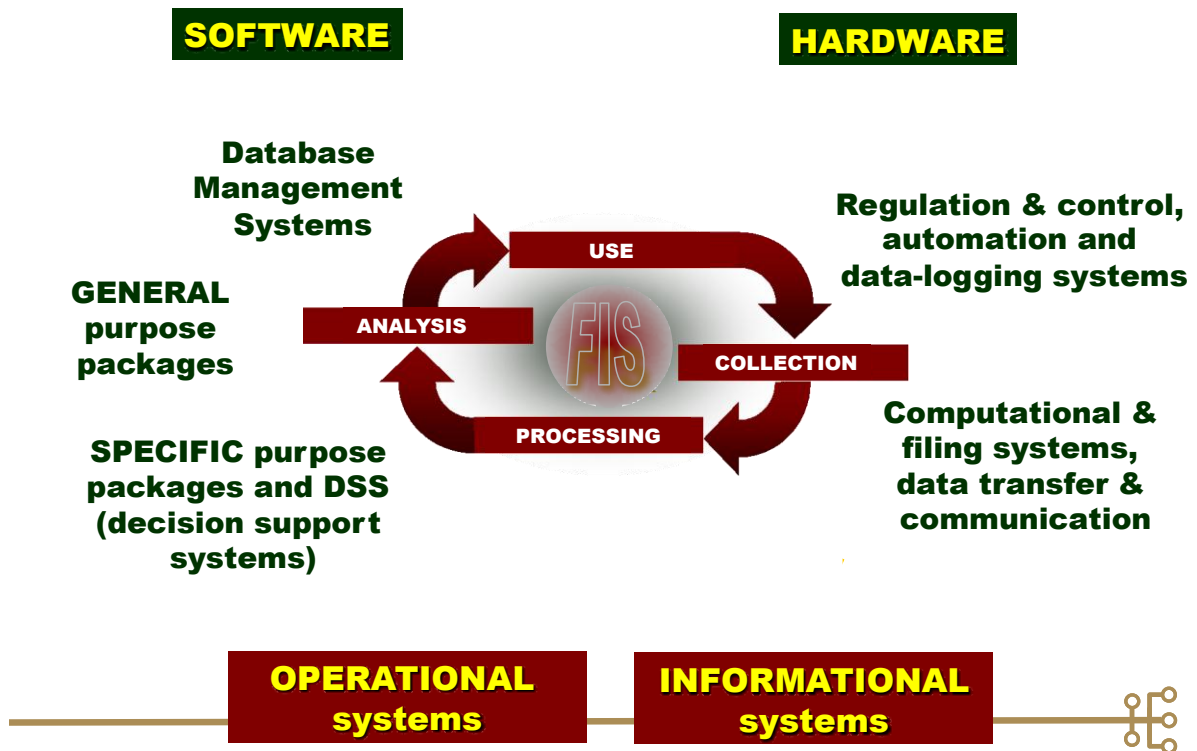 SOFTWARE
HARDWARE
Database
Management
Systems
GENERAL
purpose
packages
SPECIFIC purpose
packages and DSS
(decision support
systems)
USE
ANALYSIS
FIS
COLLECTION
PROCESSING
Regulation & control,
automation and
data-logging systems
Computational &
filing systems,
data transfer &
communication
OPERATIONAL
systems
INFORMATIONAL
systems